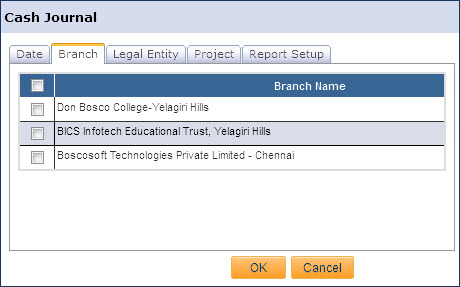 Cash Journal
Date Branch Legal Entity Project Report Setup
Branch Name
Don Bosco College-Yelagiri Hills
BICS Infotech Educational Trust, Yelagiri Hills
Boscosoft Technologies Private Limited - Chennai
OK Cancel